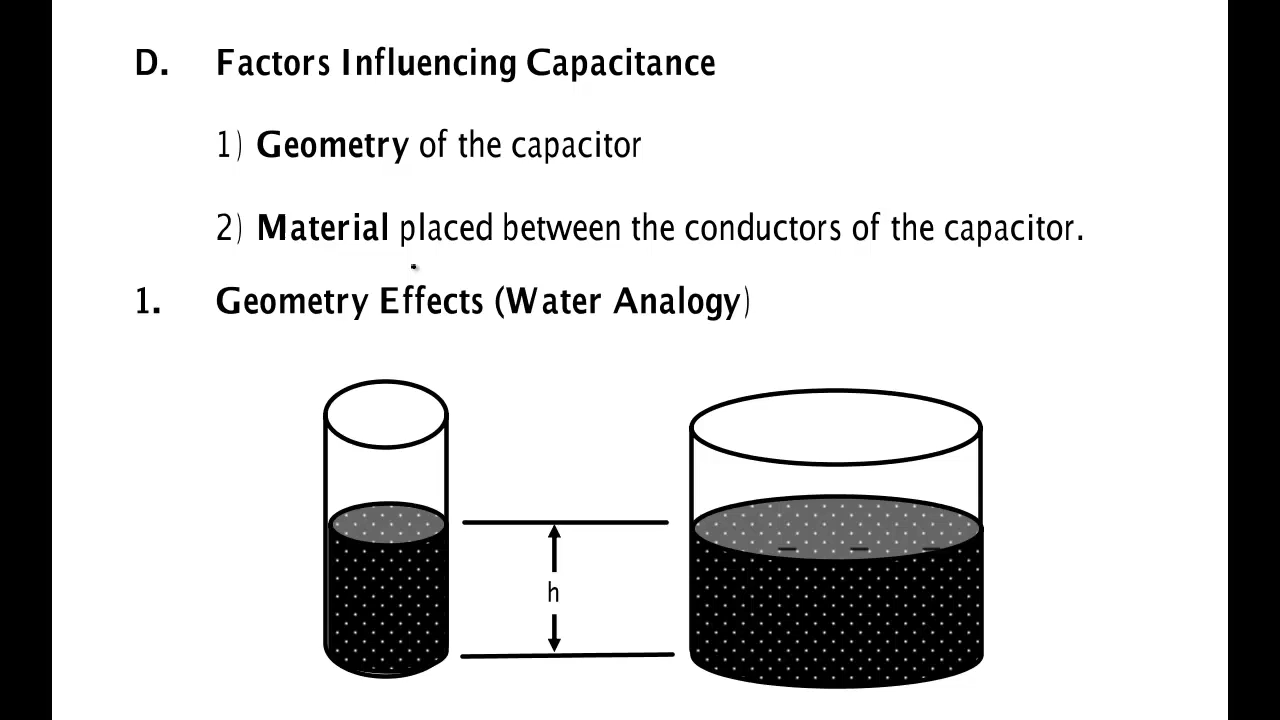 D. Factors Influencing Capacitance
1) Geometry of the capacitor
2) Material placed between the conductors of the capacitor.
1. Geometry Effects (Water Analogy)
h